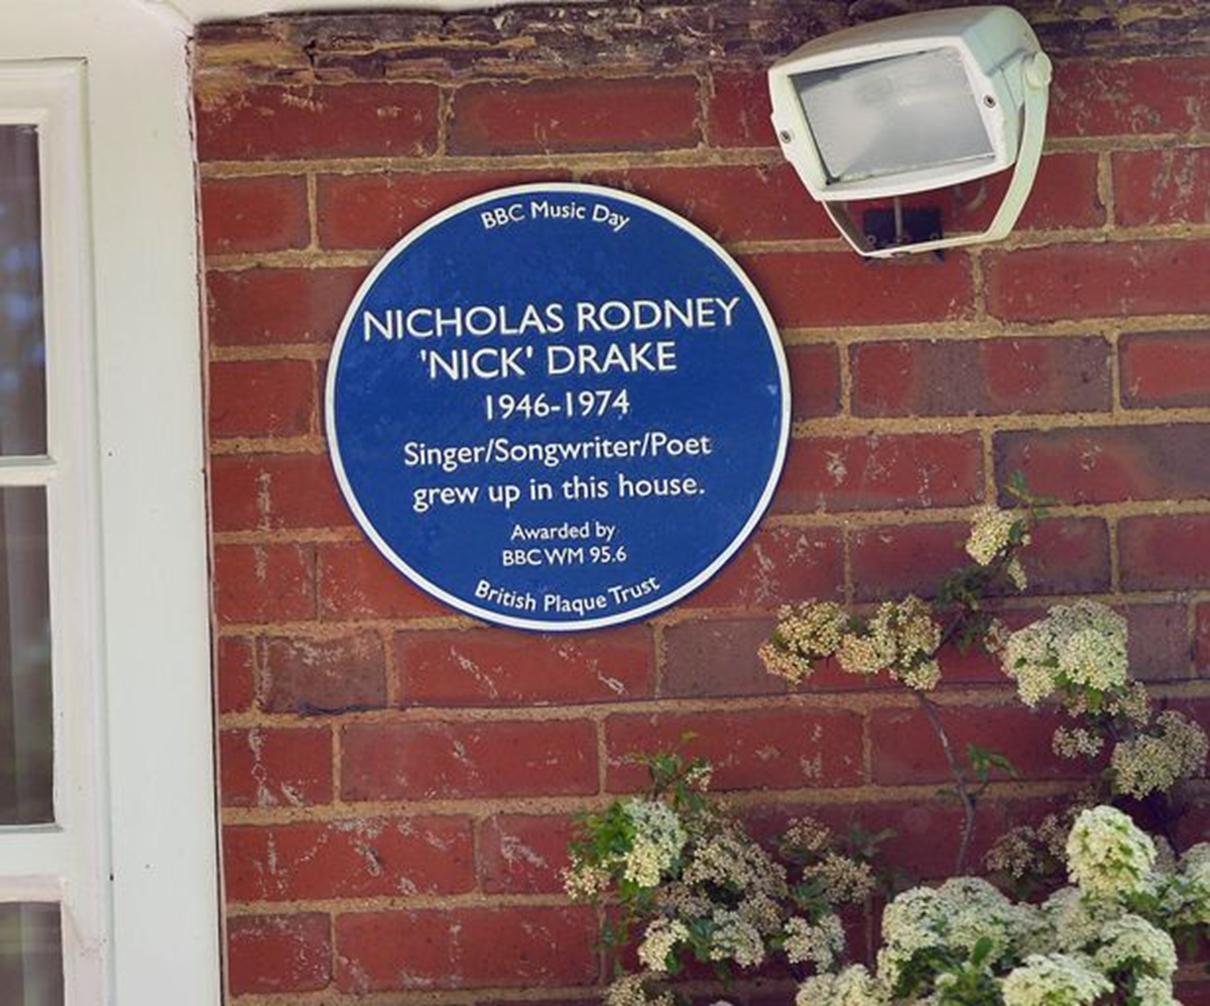 BBC Music Day
NICHOLAS RODNEY
'NICK' DRAKE
1946-1974
Singer/Songwriter/Poet
grew up in this house.
Awarded by
BBC WM 95.6
British Plaque Trust